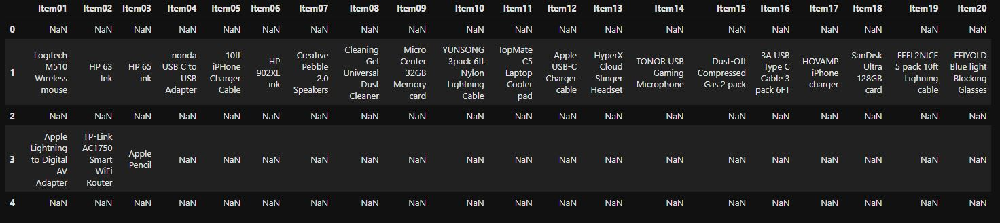 Item01 Item02 Item03 Item04 Item05 Item06 Item07 Item08 Item09 Item10 Item11 Item12 Item13 Item14 Item15 Item16 Item17 Item18 Item19 Item20
0 NaN NaN NaN NaN NaN NaN NaN NaN NaN NaN NaN NaN NaN NaN NaN NaN NaN NaN NaN NaN
1 Logitech M510 Wireless mouse HP 63 Ink HP 65 ink nonda USB C to USB Adapter 10ft iPHone Charger Cable HP 902XL ink Creative Pebble 2.0 Speakers Cleaning Gel Universal Dust Cleaner Micro Center 32GB Memory card YUNSONG 3pack 6ft Nylon Lightning Cable TopMate C5 Laptop Cooler pad Apple USB-C Charger cable HyperX Cloud Stinger Headset TONOR USB Gaming Microphone Dust-Off Compressed Gas 2 pack 3A USB Type C Cable 3 pack 6FT HOVAMP iPhone charger SanDisk Ultra 128GB card FEEL2NICE 5 pack 10ft Lighning cable FEIYOLD Blue light Blocking Glasses
2 NaN NaN NaN NaN NaN NaN NaN NaN NaN NaN NaN NaN NaN NaN NaN NaN NaN NaN NaN NaN
3 Apple Lightning to Digital AV Adapter TP-Link AC1750 Smart WiFi Router Apple Pencil NaN NaN NaN NaN NaN NaN NaN NaN NaN NaN NaN NaN NaN NaN NaN NaN NaN
4 NaN NaN NaN NaN NaN NaN NaN NaN NaN NaN NaN NaN NaN NaN NaN NaN NaN NaN NaN NaN